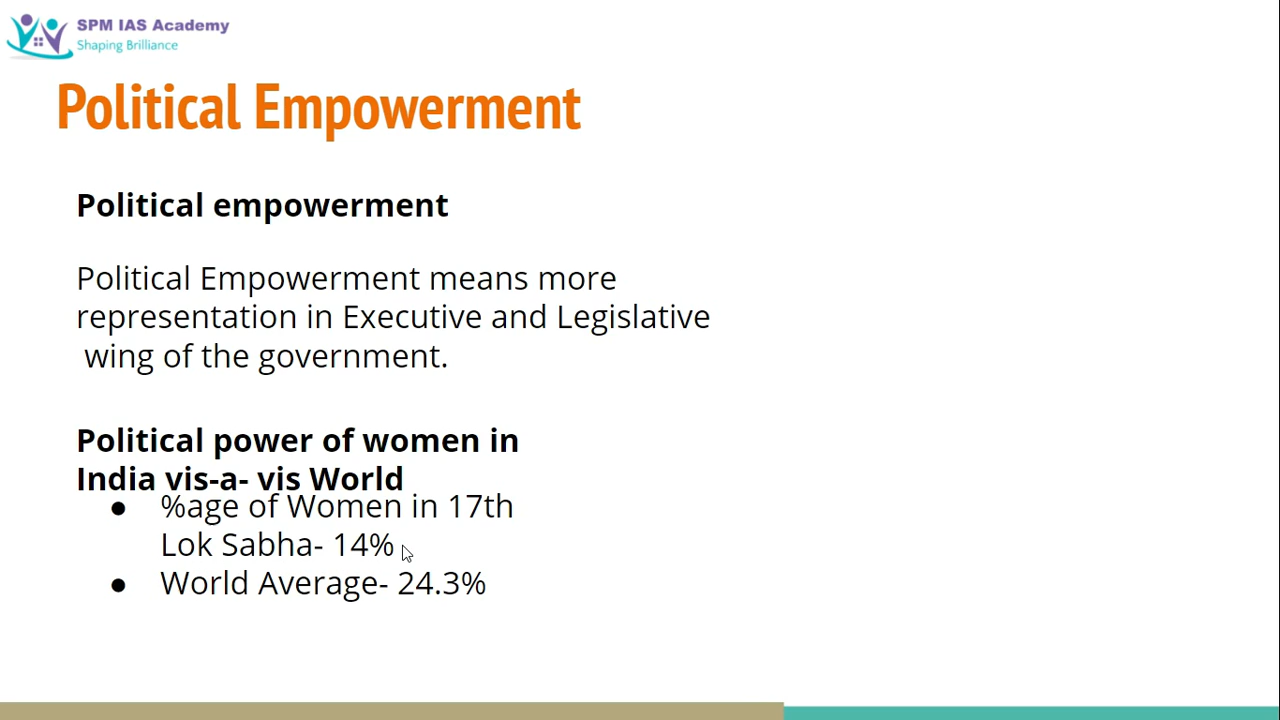 SPM IAS Academy
Shaping Brilliance
Political Empowerment
Political empowerment
Political Empowerment means more
representation in Executive and Legislative
wing of the government.
Political power of women in
India vis-a- vis World
● %age of Women in 17th
Lok Sabha- 14%
● World Average- 24.3%